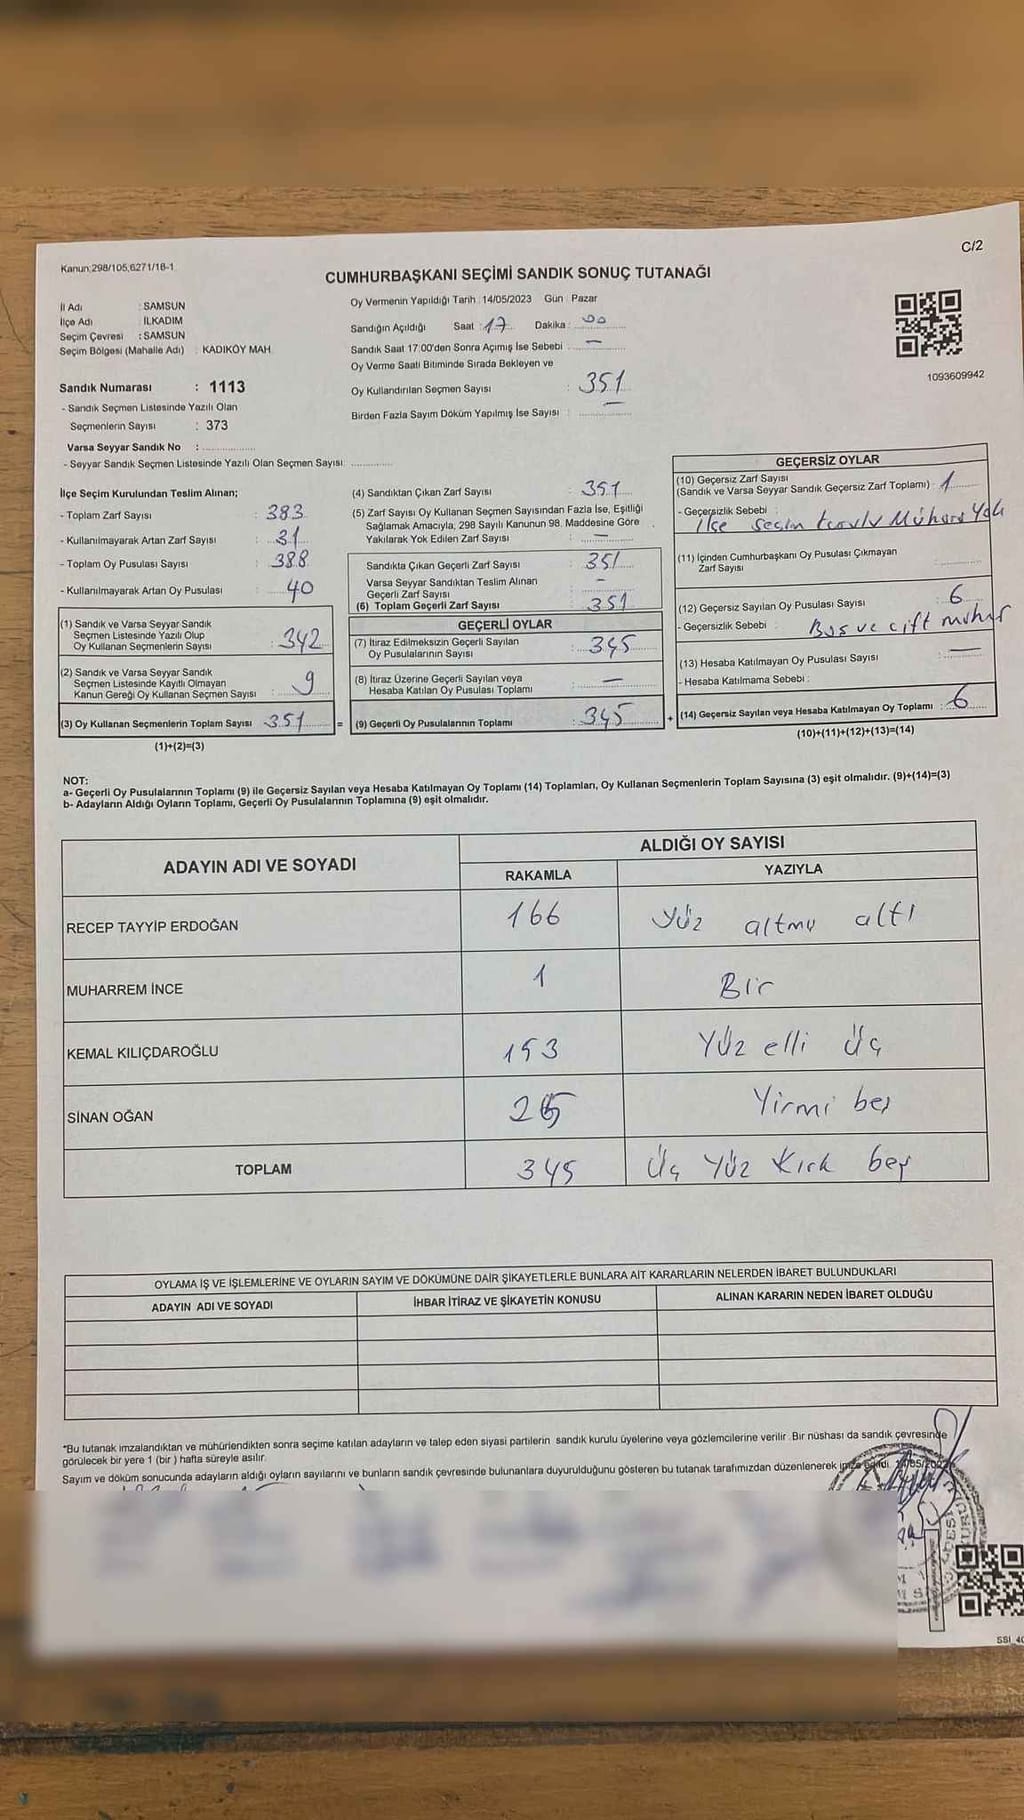 C/2
Kanun:298/105,6271/16-1
CUMHURBAŞKANI SEÇİMİ SANDIK SONUÇ TUTANAĞI
İl Adı : SAMSUN
İlçe Adı İLKADIM
Seçim Çevresi : SAMSUN
Seçim Bölgesi (Mahalle Adı) : KADIKÖY MAH.
Sandık Numarası : 1113
- Sandık Seçmen Listesinde Yazılı Olan
Seçmenlerin Sayısı : 373
Varsa Seyyar Sandık No :
- Seyyar Sandık Seçmen Listesinde Yazılı Olan Seçmen Sayısı:
Oy Vermenin Yapıldığı Tarih : 14/05/2023 Gün : Pazar
Sandığın Açıldığı Saat : 17 Dakika : 00
Sandık Saat 17:00'den Sonra Açımış İse Sebebi : —
Oy Verme Saati Bitiminde Sırada Bekleyen ve
Oy Kullandırılan Seçmen Sayısı : 351
Birden Fazla Sayım Döküm Yapılmış İse Sayısı : —
1093609942
İlçe Seçim Kurulundan Teslim Alınan;
- Toplam Zarf Sayısı : 383
- Kullanılmayarak Artan Zarf Sayısı : 31
- Toplam Oy Pusulası Sayısı : 388
- Kullanılmayarak Artan Oy Pusulası : 40
(1) Sandık ve Varsa Seyyar Sandık
Seçmen Listesinde Yazılı Olup
Oy Kullanan Seçmenlerin Sayısı : 342
(2) Sandık ve Varsa Seyyar Sandık
Seçmen Listesinde Kayıtlı Olmayan
Kanun Gereği Oy Kullanan Seçmen Sayısı : 9
(3) Oy Kullanan Seçmenlerin Toplam Sayısı 351 =
(1)+(2)=(3)
(4) Sandıktan Çıkan Zarf Sayısı : 351
(5) Zarf Sayısı Oy Kullanan Seçmen Sayısından Fazla İse, Eşitliği
Sağlamak Amacıyla; 298 Sayılı Kanunun 98. Maddesine Göre
Yakılarak Yok Edilen Zarf Sayısı : —
Sandıkta Çıkan Geçerli Zarf Sayısı : 351
Varsa Seyyar Sandıktan Teslim Alınan
Geçerli Zarf Sayısı : —
(6) Toplam Geçerli Zarf Sayısı : 351
GEÇERLİ OYLAR
(7) İtiraz Edilmeksizin Geçerli Sayılan
Oy Pusulalarının Sayısı : 345
(8) İtiraz Üzerine Geçerli Sayılan veya
Hesaba Katılan Oy Pusulası Toplamı : —
(9) Geçerli Oy Pusulalarının Toplamı : 345 +
GEÇERSİZ OYLAR
(10) Geçersiz Zarf Sayısı
(Sandık ve Varsa Seyyar Sandık Geçersiz Zarf Toplamı) : 1
- Geçersizlik Sebebi :
ilçe seçim kurulu Mührü Yok
(11) İçinden Cumhurbaşkanı Oy Pusulası Çıkmayan
Zarf Sayısı :
(12) Geçersiz Sayılan Oy Pusulası Sayısı : 6
- Geçersizlik Sebebi : Boş ve çift mühür
(13) Hesaba Katılmayan Oy Pusulası Sayısı : —
- Hesaba Katılmama Sebebi :
(14) Geçersiz Sayılan veya Hesaba Katılmayan Oy Toplamı : 6
(10)+(11)+(12)+(13)=(14)
NOT:
a- Geçerli Oy Pusulalarının Toplamı (9) ile Geçersiz Sayılan veya Hesaba Katılmayan Oy Toplamı (14) Toplamları, Oy Kullanan Seçmenlerin Toplam Sayısına (3) eşit olmalıdır. (9)+(14)=(3)
b- Adayların Aldığı Oyların Toplamı, Geçerli Oy Pusulalarının Toplamına (9) eşit olmalıdır.
ADAYIN ADI VE SOYADI
ALDIĞI OY SAYISI
RAKAMLA YAZIYLA
RECEP TAYYİP ERDOĞAN 166 Yüz altmış altı
MUHARREM İNCE 1 Bir
KEMAL KILIÇDAROĞLU 153 Yüz elli üç
SİNAN OĞAN 25 Yirmi beş
TOPLAM 345 Üç Yüz Kırk beş
OYLAMA İŞ VE İŞLEMLERİNE VE OYLARIN SAYIM VE DÖKÜMÜNE DAİR ŞİKAYETLERLE BUNLARA AİT KARARLARIN NELERDEN İBARET BULUNDUKLARI
ADAYIN ADI VE SOYADI İHBAR İTİRAZ VE ŞİKAYETİN KONUSU ALINAN KARARIN NEDEN İBARET OLDUĞU
*Bu tutanak imzalandıktan ve mühürlendikten sonra seçime katılan adayların ve talep eden siyasi partilerin sandık kurulu üyelerine veya gözlemcilerine verilir. Bir nüshası da sandık çevresinde
görülecek bir yere 1 (bir ) hafta süreyle asılır.
Sayım ve döküm sonucunda adayların aldığı oyların sayılarını ve bunların sandık çevresinde bulunanlara duyurulduğunu gösteren bu tutanak tarafımızdan düzenlenerek imza edildi.